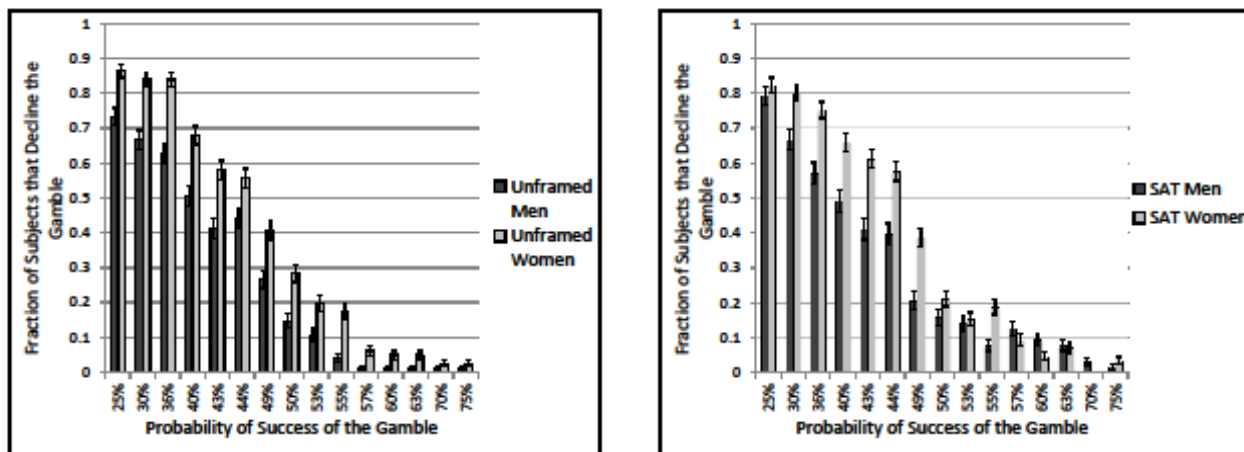 1
0.9
0.8
0.7
0.6
0.5
0.4
0.3
0.2
0.1
0
Fraction of Subjects that Decline the
Gamble
25% 30% 36% 40% 43% 44% 49% 50% 53% 55% 57% 60% 63% 70% 75%
Probability of Success of the Gamble
Unframed
Men
Unframed
Women
1
0.9
0.8
0.7
0.6
0.5
0.4
0.3
0.2
0.1
0
Fraction of Subjects that Decline the
Gamble
25% 30% 36% 40% 43% 44% 49% 50% 53% 55% 57% 60% 63% 70% 75%
Probability of Success of the Gamble
SAT Men
SAT Women